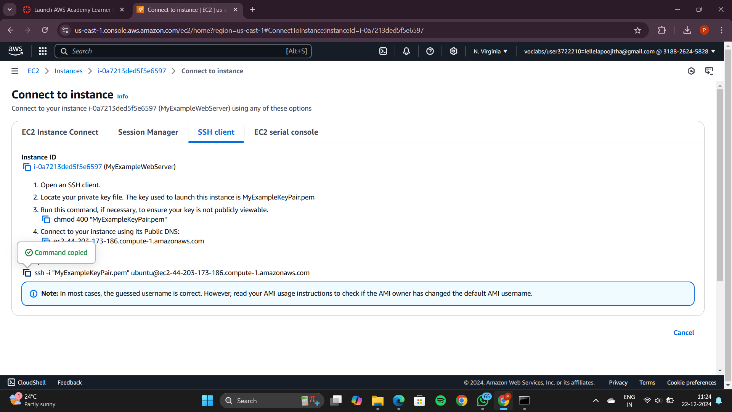 Launch AWS Academy Learner
Connect to instance | EC2 | us-
us-east-1.console.aws.amazon.com/ec2/home?region=us-east-1#ConnectToInstance:instanceId=i-0a7213ded5f5e6597
aws
Search
[Alt+S]
N. Virginia
voclabs/user3722710=lellelapoojitha@gmail.com @ 3188-2624-5828
EC2
Instances
i-0a7213ded5f5e6597
Connect to instance
Connect to instance Info
Connect to your instance i-0a7213ded5f5e6597 (MyExampleWebServer) using any of these options
EC2 Instance Connect
Session Manager
SSH client
EC2 serial console
Instance ID
i-0a7213ded5f5e6597 (MyExampleWebServer)
1. Open an SSH client.
2. Locate your private key file. The key used to launch this instance is MyExampleKeyPair.pem
3. Run this command, if necessary, to ensure your key is not publicly viewable.
chmod 400 "MyExampleKeyPair.pem"
4. Connect to your instance using its Public DNS:
ec2-44-203-173-186.compute-1.amazonaws.com
Command copied
ssh -i "MyExampleKeyPair.pem" ubuntu@ec2-44-203-173-186.compute-1.amazonaws.com
Note: In most cases, the guessed username is correct. However, read your AMI usage instructions to check if the AMI owner has changed the default AMI username.
Cancel
CloudShell
Feedback
© 2024, Amazon Web Services, Inc. or its affiliates.
Privacy
Terms
Cookie preferences
24°C
Partly sunny
Search
ENG
IN
11:24
22-12-2024